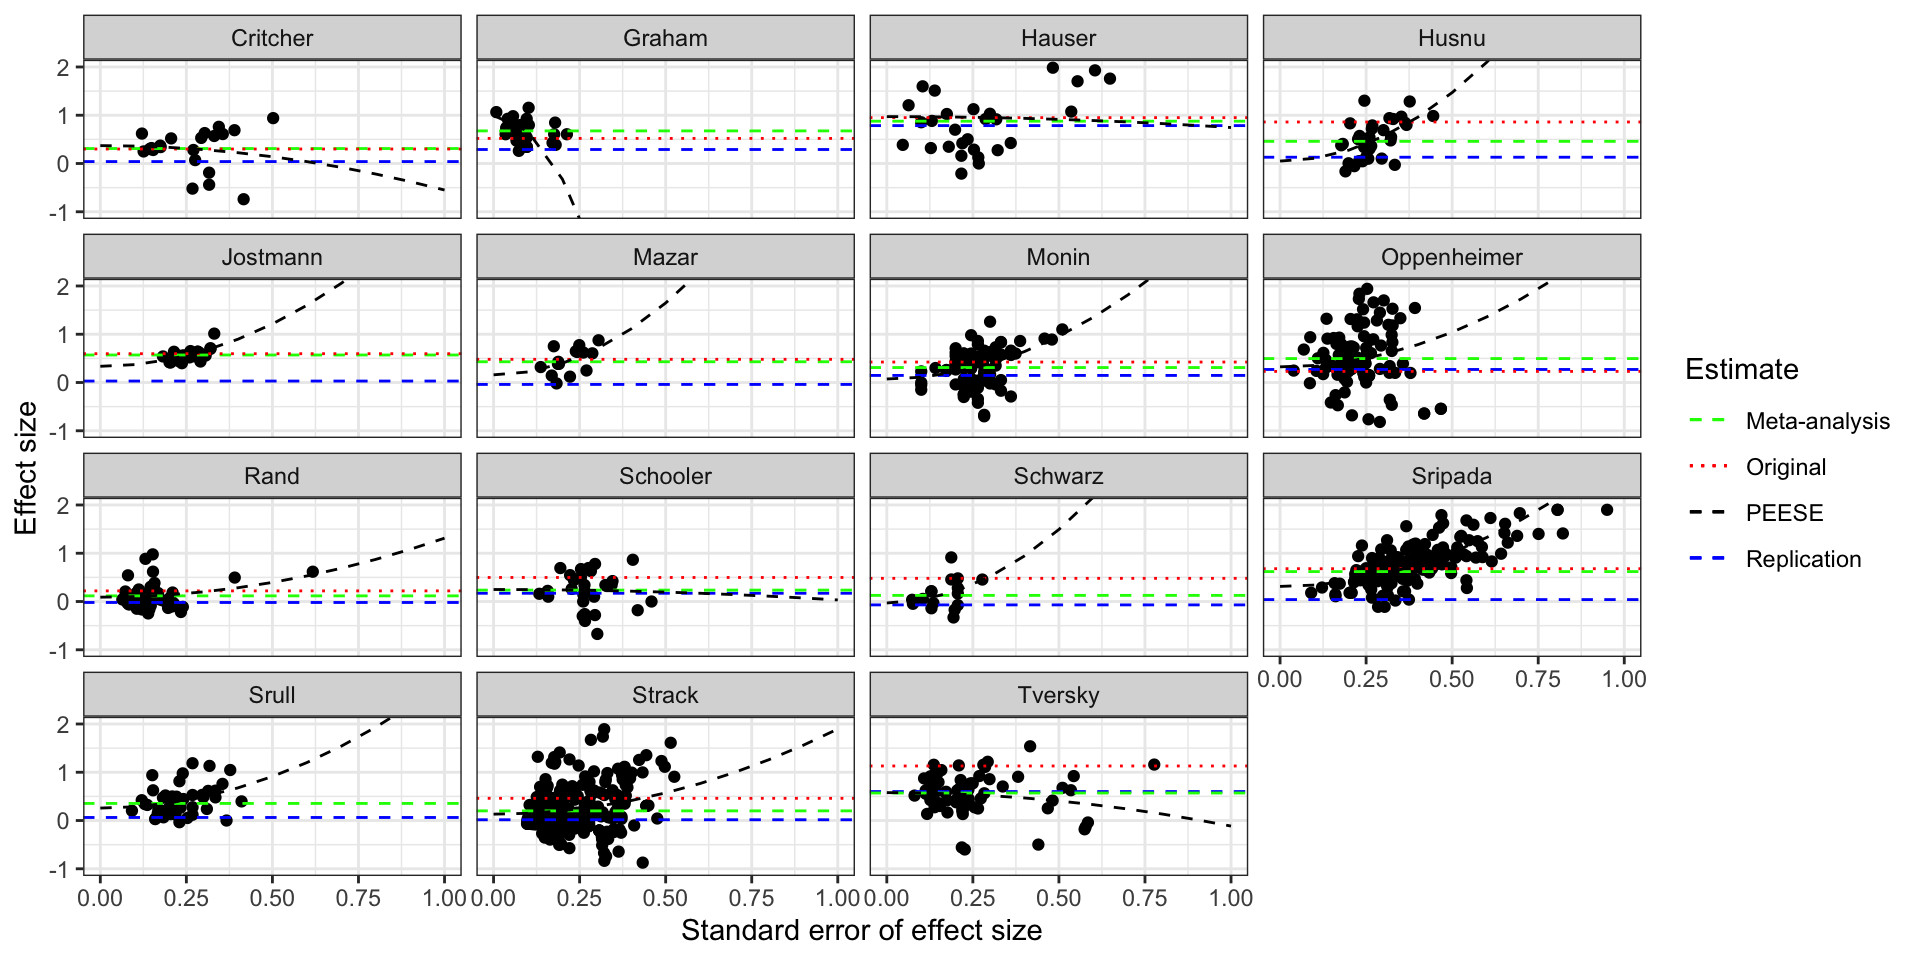 Critcher
Graham
Hauser
Husnu
2
1
0
-1
Jostmann
Mazar
Monin
Oppenheimer
2
1
0
-1
Rand
Schooler
Schwarz
Sripada
2
1
0
-1
0.00 0.25 0.50 0.75 1.00
Srull
Strack
Tversky
2
1
0
-1
0.00 0.25 0.50 0.75 1.00
0.00 0.25 0.50 0.75 1.00
0.00 0.25 0.50 0.75 1.00
Standard error of effect size
Effect size
Estimate
Meta-analysis
Original
PEESE
Replication